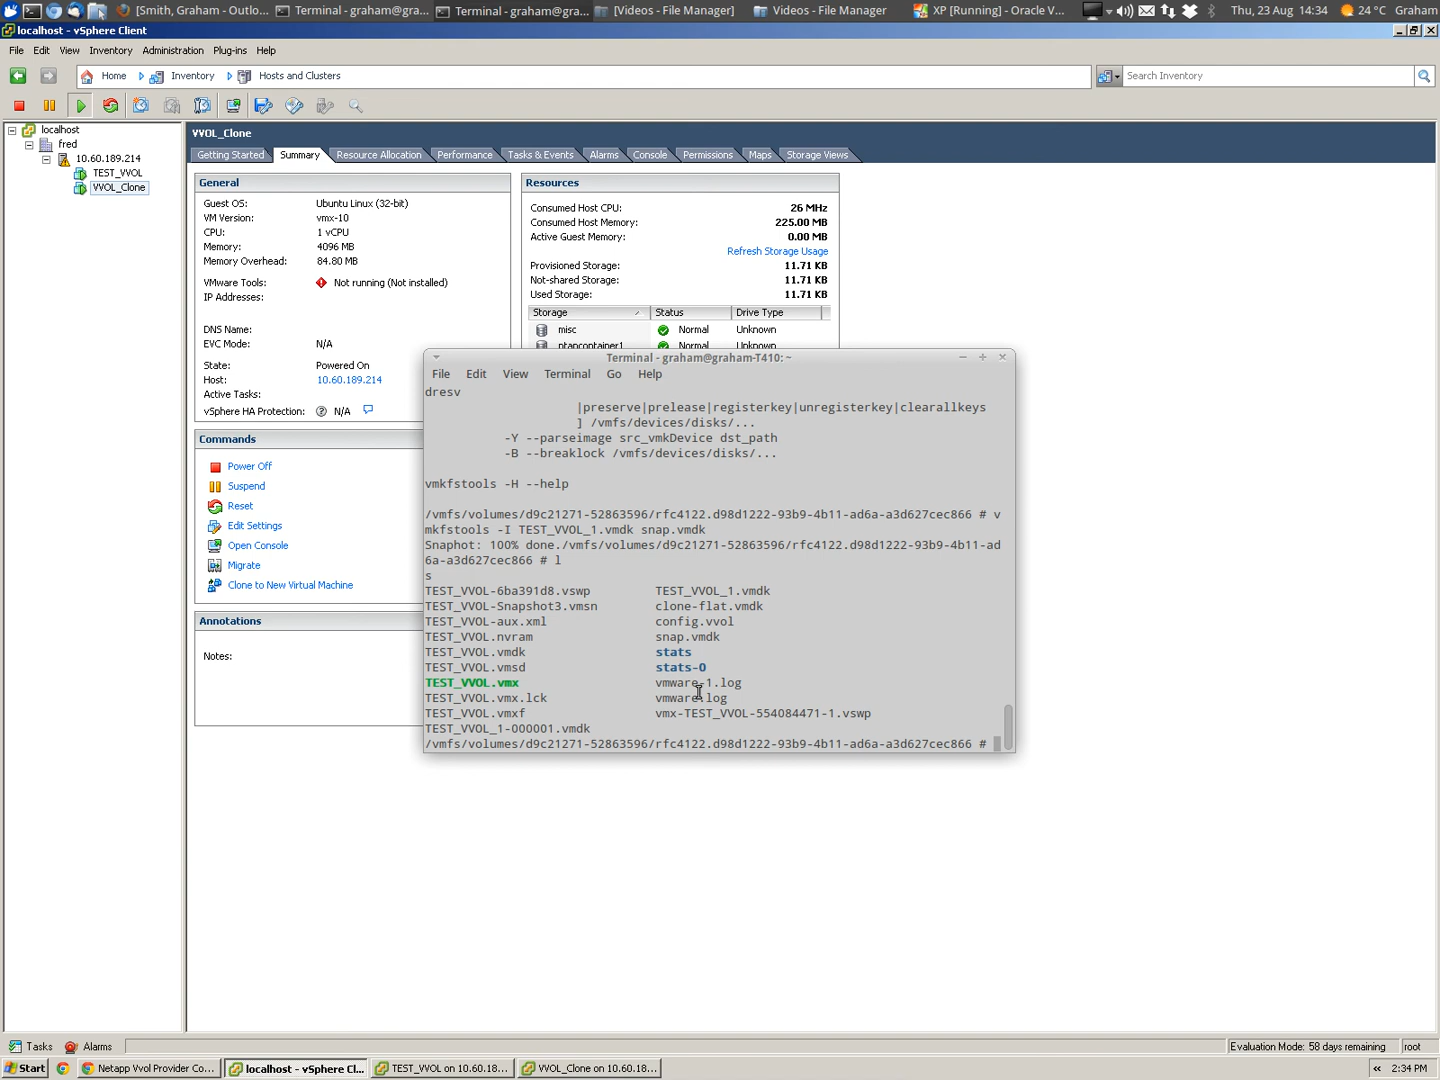 [Smith, Graham - Outlo...
Terminal - graham@gra...
Terminal - graham@gra...
[Videos - File Manager]
Videos - File Manager
XP [Running] - Oracle V...
Thu, 23 Aug 14:34
24 °C
Graham
localhost - vSphere Client
File Edit View Inventory Administration Plug-ins Help
Home Inventory Hosts and Clusters
Search Inventory
localhost
fred
10.60.189.214
TEST_VVOL
VVOL_Clone
VVOL_Clone
Getting Started Summary Resource Allocation Performance Tasks & Events Alarms Console Permissions Maps Storage Views
General
Guest OS: Ubuntu Linux (32-bit)
VM Version: vmx-10
CPU: 1 vCPU
Memory: 4096 MB
Memory Overhead: 84.80 MB
VMware Tools: Not running (Not installed)
IP Addresses:
DNS Name:
EVC Mode: N/A
State: Powered On
Host: 10.60.189.214
Active Tasks:
vSphere HA Protection: N/A
Resources
Consumed Host CPU: 26 MHz
Consumed Host Memory: 225.00 MB
Active Guest Memory: 0.00 MB
Refresh Storage Usage
Provisioned Storage: 11.71 KB
Not-shared Storage: 11.71 KB
Used Storage: 11.71 KB
Storage Status Drive Type
misc Normal Unknown
ntapcontainer1 Normal Unknown
Commands
Power Off
Suspend
Reset
Edit Settings
Open Console
Migrate
Clone to New Virtual Machine
Annotations
Notes:
Terminal - graham@graham-T410: ~
File Edit View Terminal Go Help
dresv
|preserve|prelease|registerkey|unregisterkey|clearallkeys
] /vmfs/devices/disks/...
-Y --parseimage src_vmkDevice dst_path
-B --breaklock /vmfs/devices/disks/...
vmkfstools -H --help
/vmfs/volumes/d9c21271-52863596/rfc4122.d98d1222-93b9-4b11-ad6a-a3d627cec866 # v
mkfstools -I TEST_VVOL_1.vmdk snap.vmdk
Snaphot: 100% done./vmfs/volumes/d9c21271-52863596/rfc4122.d98d1222-93b9-4b11-ad
6a-a3d627cec866 # l
s
TEST_VVOL-6ba391d8.vswp TEST_VVOL_1.vmdk
TEST_VVOL-Snapshot3.vmsn clone-flat.vmdk
TEST_VVOL-aux.xml config.vvol
TEST_VVOL.nvram snap.vmdk
TEST_VVOL.vmdk stats
TEST_VVOL.vmsd stats-0
TEST_VVOL.vmx vmware-1.log
TEST_VVOL.vmx.lck vmware.log
TEST_VVOL.vmxf vmx-TEST_VVOL-554084471-1.vswp
TEST_VVOL_1-000001.vmdk
/vmfs/volumes/d9c21271-52863596/rfc4122.d98d1222-93b9-4b11-ad6a-a3d627cec866 #
Tasks Alarms
Evaluation Mode: 58 days remaining root
Start
Netapp Vvol Provider Co...
localhost - vSphere Cl...
TEST_VVOL on 10.60.18...
VVOL_Clone on 10.60.18...
2:34 PM